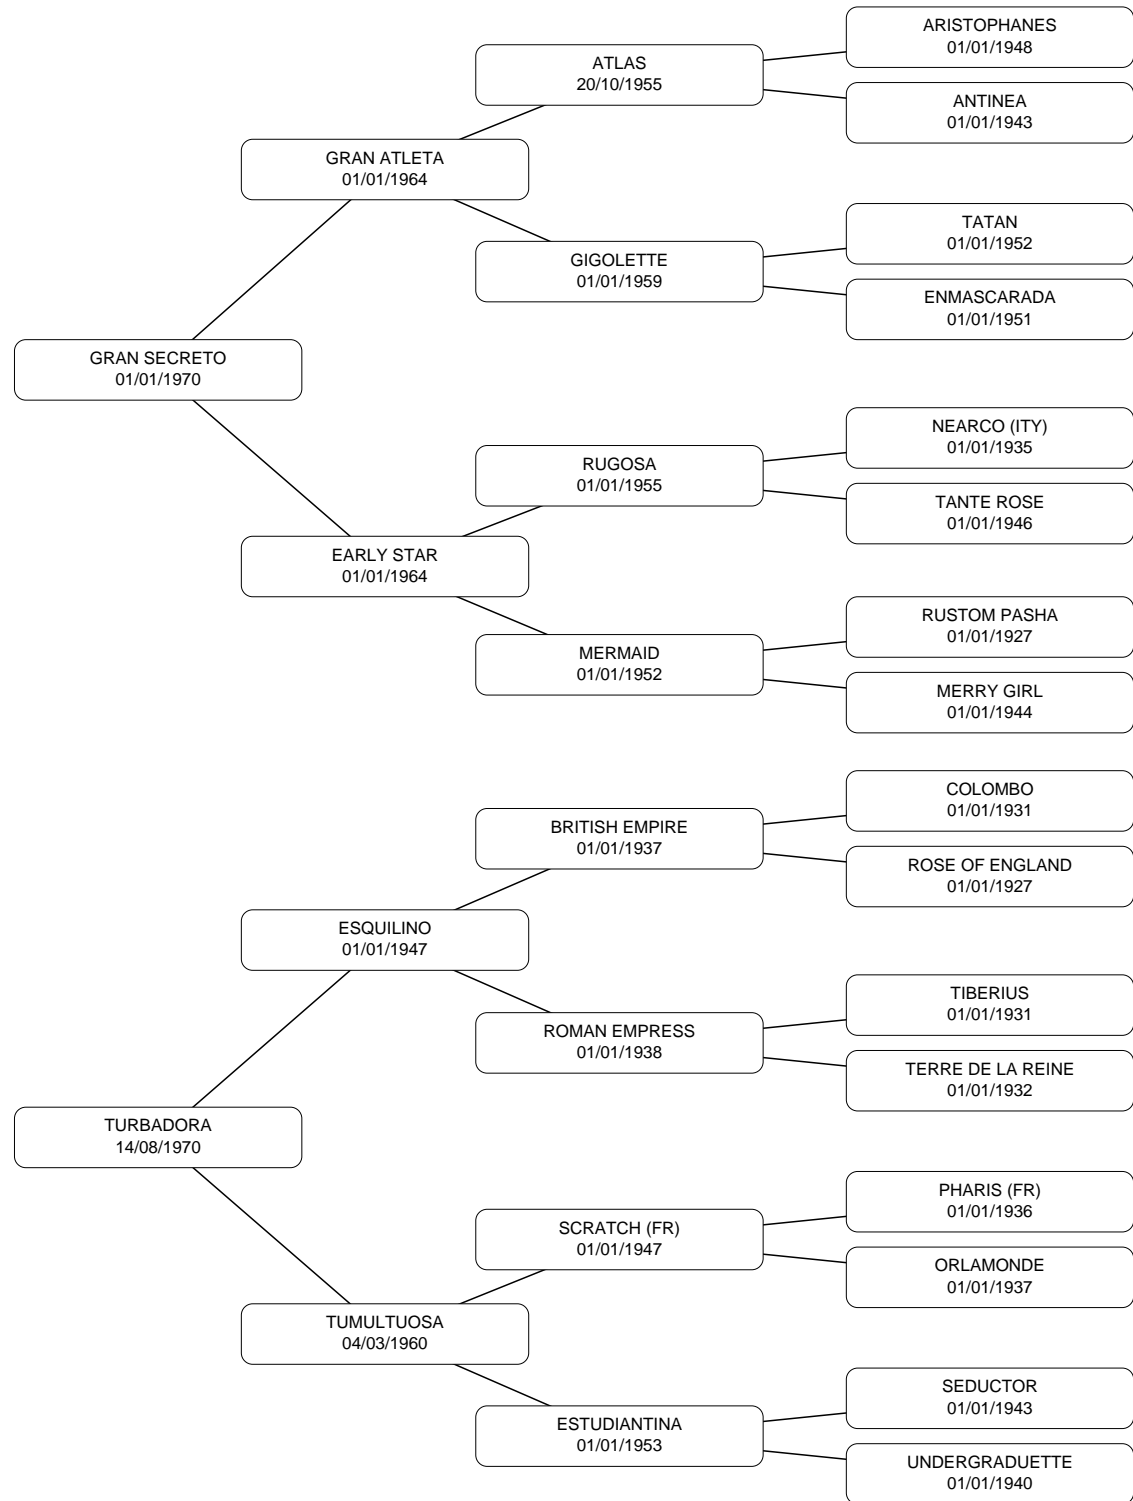 ARISTOPHANES
01/01/1948
ATLAS
20/10/1955
ANTINEA
01/01/1943
GRAN ATLETA
01/01/1964
TATAN
01/01/1952
GIGOLETTE
01/01/1959
ENMASCARADA
01/01/1951
GRAN SECRETO
01/01/1970
NEARCO (ITY)
01/01/1935
RUGOSA
01/01/1955
TANTE ROSE
01/01/1946
EARLY STAR
01/01/1964
RUSTOM PASHA
01/01/1927
MERMAID
01/01/1952
MERRY GIRL
01/01/1944
COLOMBO
01/01/1931
BRITISH EMPIRE
01/01/1937
ROSE OF ENGLAND
01/01/1927
ESQUILINO
01/01/1947
TIBERIUS
01/01/1931
ROMAN EMPRESS
01/01/1938
TERRE DE LA REINE
01/01/1932
TURBADORA
14/08/1970
PHARIS (FR)
01/01/1936
SCRATCH (FR)
01/01/1947
ORLAMONDE
01/01/1937
TUMULTUOSA
04/03/1960
SEDUCTOR
01/01/1943
ESTUDIANTINA
01/01/1953
UNDERGRADUETTE
01/01/1940